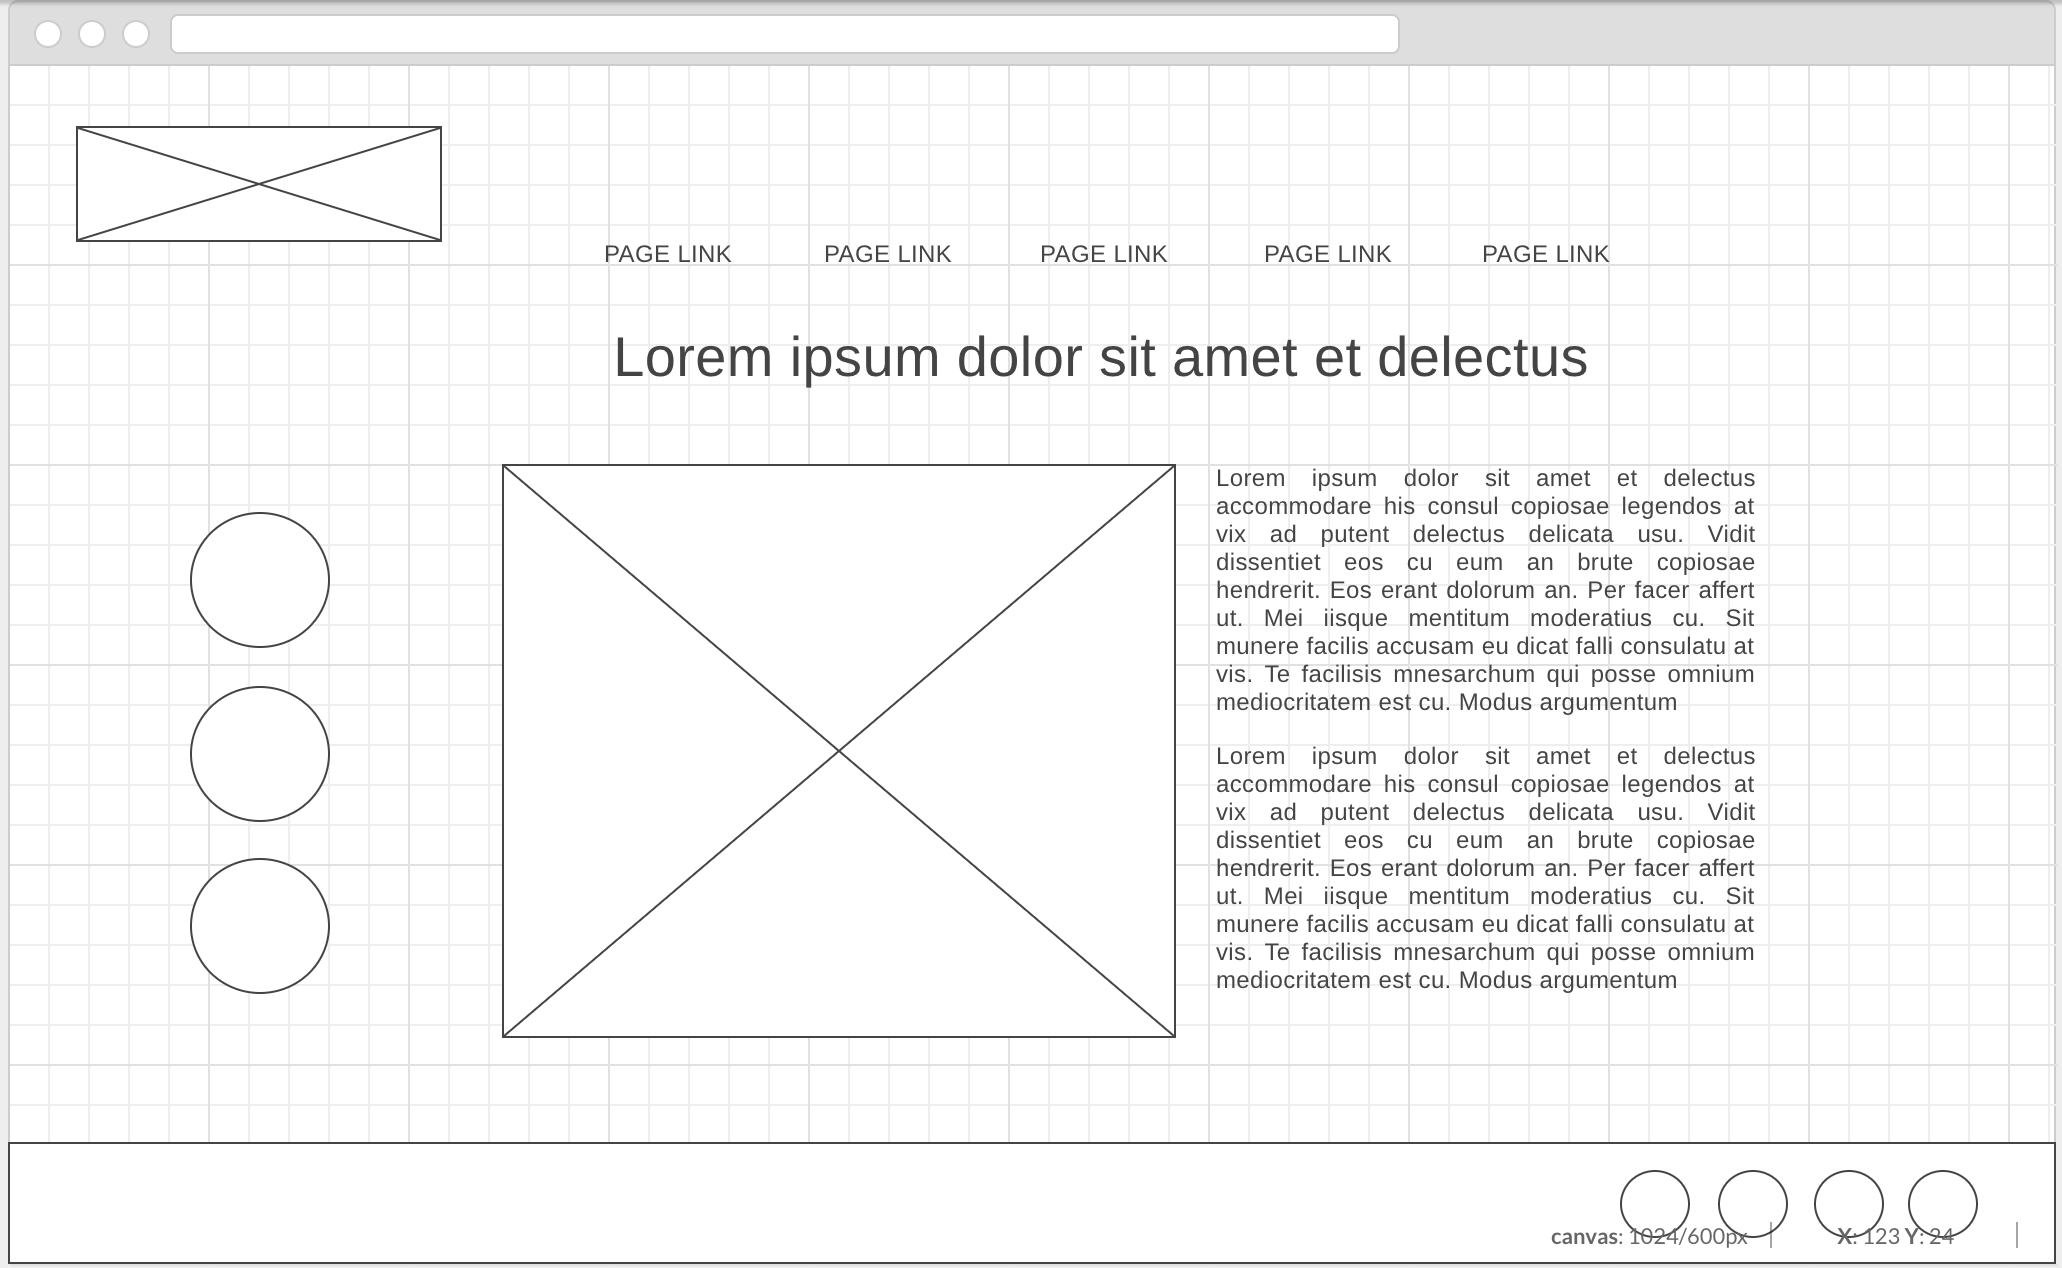 PAGE LINK PAGE LINK PAGE LINK PAGE LINK PAGE LINK
Lorem ipsum dolor sit amet et delectus
Lorem ipsum dolor sit amet et delectus
accommodare his consul copiosae legendos at
vix ad putent delectus delicata usu. Vidit
dissentiet eos cu eum an brute copiosae
hendrerit. Eos erant dolorum an. Per facer affert
ut. Mei iisque mentitum moderatius cu. Sit
munere facilis accusam eu dicat falli consulatu at
vis. Te facilisis mnesarchum qui posse omnium
mediocritatem est cu. Modus argumentum
Lorem ipsum dolor sit amet et delectus
accommodare his consul copiosae legendos at
vix ad putent delectus delicata usu. Vidit
dissentiet eos cu eum an brute copiosae
hendrerit. Eos erant dolorum an. Per facer affert
ut. Mei iisque mentitum moderatius cu. Sit
munere facilis accusam eu dicat falli consulatu at
vis. Te facilisis mnesarchum qui posse omnium
mediocritatem est cu. Modus argumentum
canvas: 1024/600px | X: 123 Y: 24 |